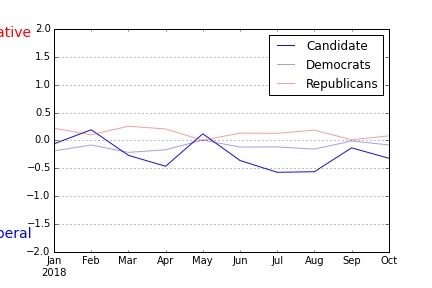 2.0
ative
1.5
1.0
0.5
0.0
−0.5
−1.0
−1.5
beral
−2.0
Candidate
Democrats
Republicans
Jan Feb Mar Apr May Jun Jul Aug Sep Oct
2018